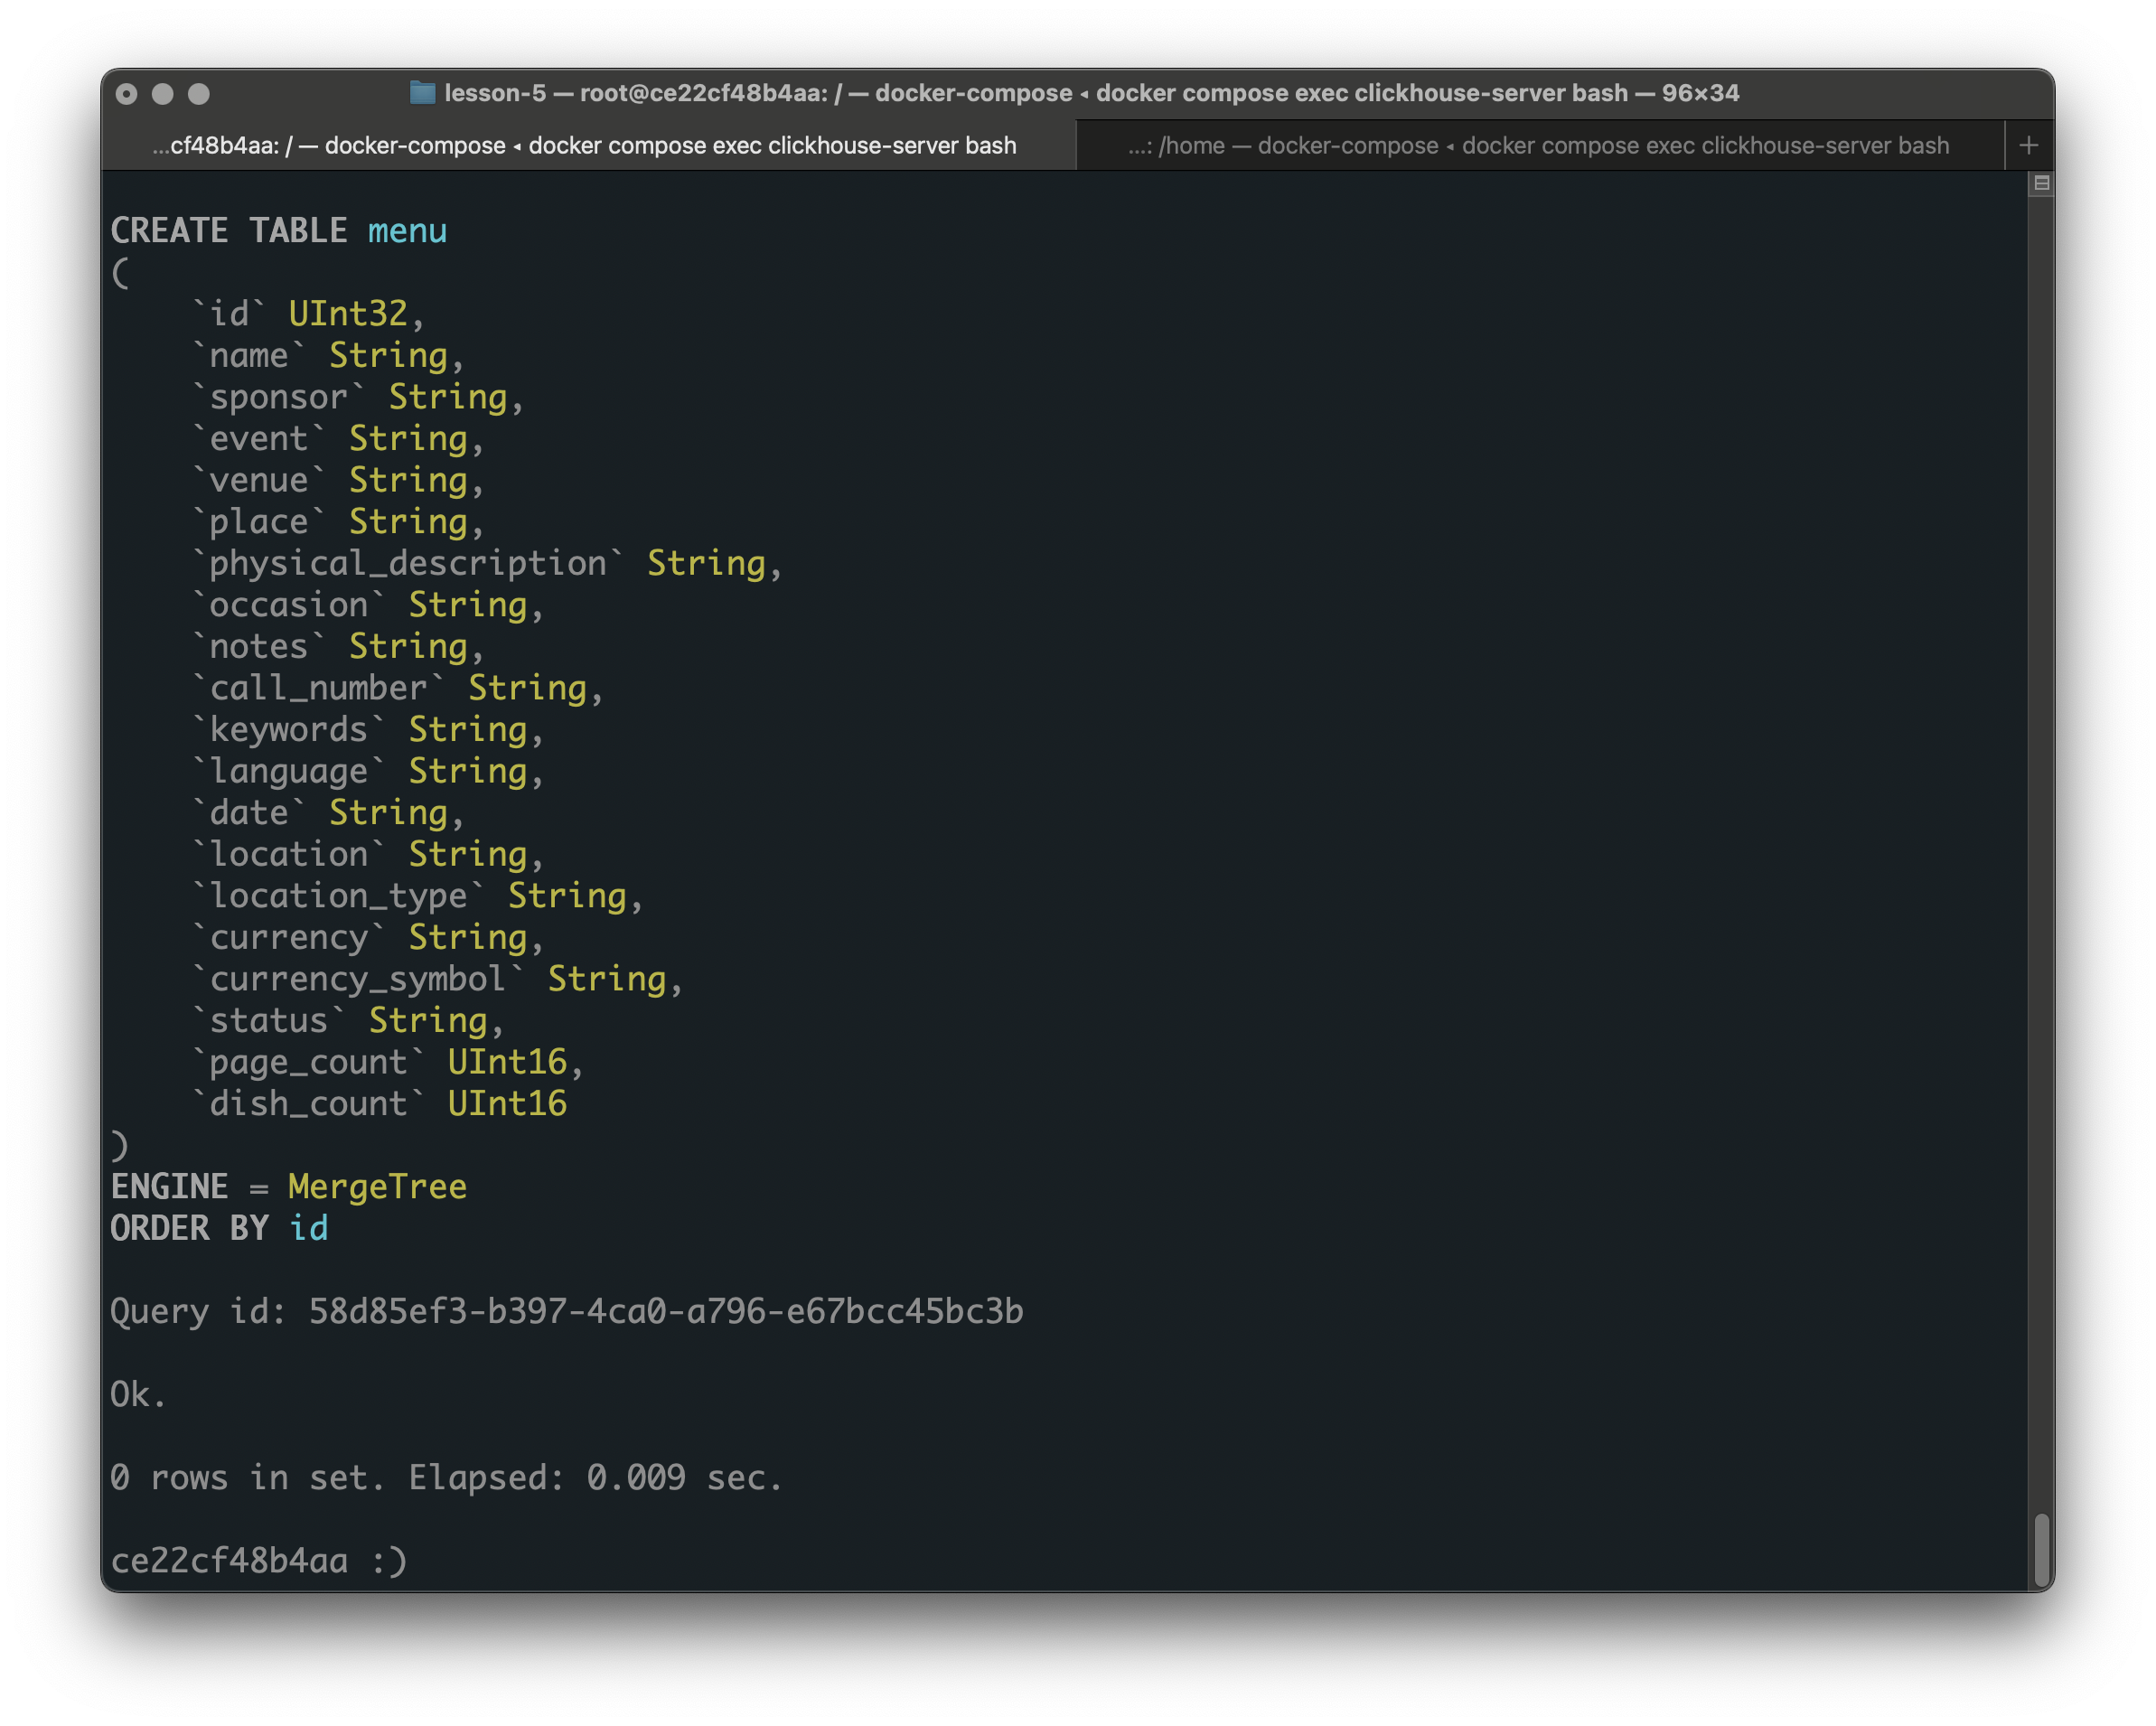 lesson-5 — root@ce22cf48b4aa: / — docker-compose ◂ docker compose exec clickhouse-server bash — 96×34
...cf48b4aa: / — docker-compose ◂ docker compose exec clickhouse-server bash
...: /home — docker-compose ◂ docker compose exec clickhouse-server bash
+
CREATE TABLE menu
(
    `id` UInt32,
    `name` String,
    `sponsor` String,
    `event` String,
    `venue` String,
    `place` String,
    `physical_description` String,
    `occasion` String,
    `notes` String,
    `call_number` String,
    `keywords` String,
    `language` String,
    `date` String,
    `location` String,
    `location_type` String,
    `currency` String,
    `currency_symbol` String,
    `status` String,
    `page_count` UInt16,
    `dish_count` UInt16
)
ENGINE = MergeTree
ORDER BY id
Query id: 58d85ef3-b397-4ca0-a796-e67bcc45bc3b
Ok.
0 rows in set. Elapsed: 0.009 sec.
ce22cf48b4aa :)